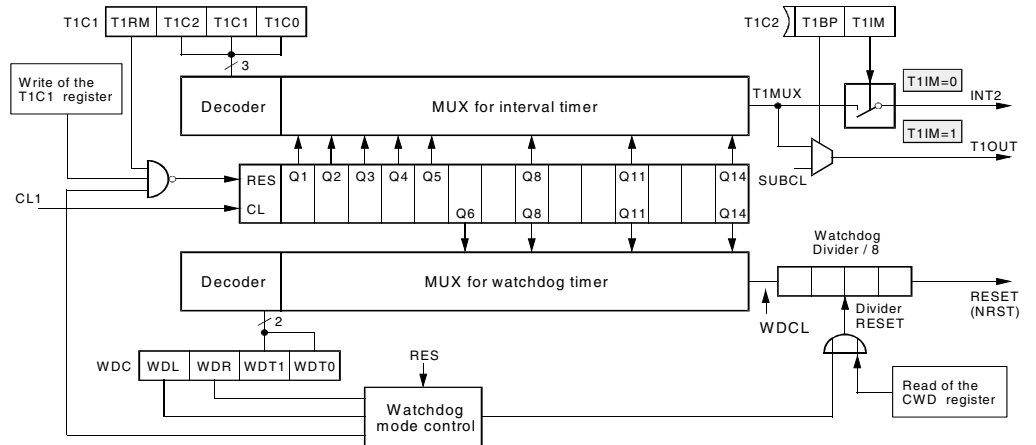 T1C1 T1RM T1C2 T1C1 T1C0
T1C2 T1BP T1IM
3
Write of the
T1C1 register
Decoder MUX for interval timer
T1MUX
T1IM=0
INT2
T1IM=1
T1OUT
SUBCL
RES Q1 Q2 Q3 Q4 Q5 Q8 Q11 Q14
CL1
CL Q6 Q8 Q11 Q14
Decoder MUX for watchdog timer
Watchdog
Divider / 8
RESET
(NRST)
WDCL
Divider
RESET
2
WDC WDL WDR WDT1 WDT0
RES
Watchdog
mode control
Read of the
CWD register